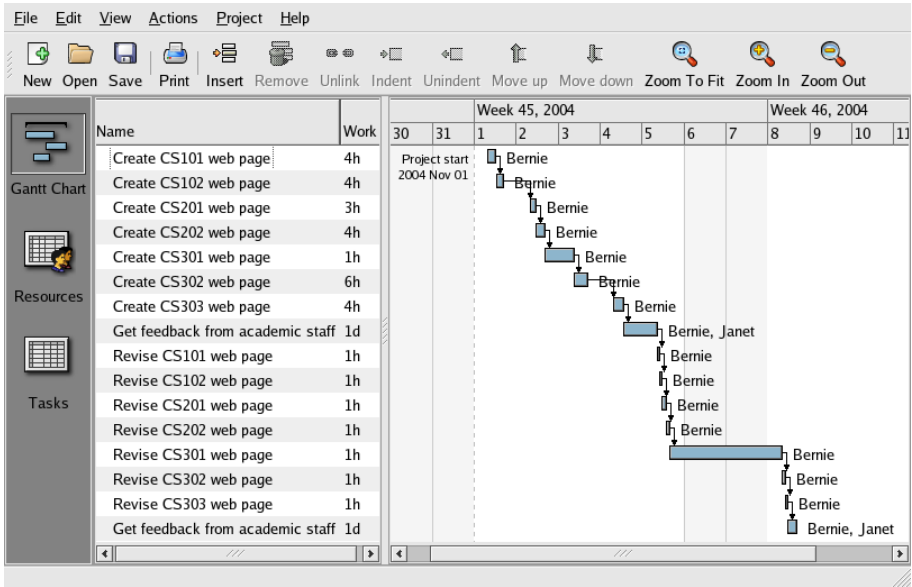 File Edit View Actions Project Help
New Open Save Print Insert Remove Unlink Indent Unindent Move up Move down Zoom To Fit Zoom In Zoom Out
Gantt Chart
Resources
Tasks
Name Work
Create CS101 web page 4h
Create CS102 web page 4h
Create CS201 web page 3h
Create CS202 web page 4h
Create CS301 web page 1h
Create CS302 web page 6h
Create CS303 web page 4h
Get feedback from academic staff 1d
Revise CS101 web page 1h
Revise CS102 web page 1h
Revise CS201 web page 1h
Revise CS202 web page 1h
Revise CS301 web page 1h
Revise CS302 web page 1h
Revise CS303 web page 1h
Get feedback from academic staff 1d
Week 45, 2004 Week 46, 2004
30 31 1 2 3 4 5 6 7 8 9 10 11
Project start
2004 Nov 01
Bernie
Bernie
Bernie
Bernie
Bernie
Bernie
Bernie
Bernie, Janet
Bernie
Bernie
Bernie
Bernie
Bernie
Bernie
Bernie
Bernie, Janet